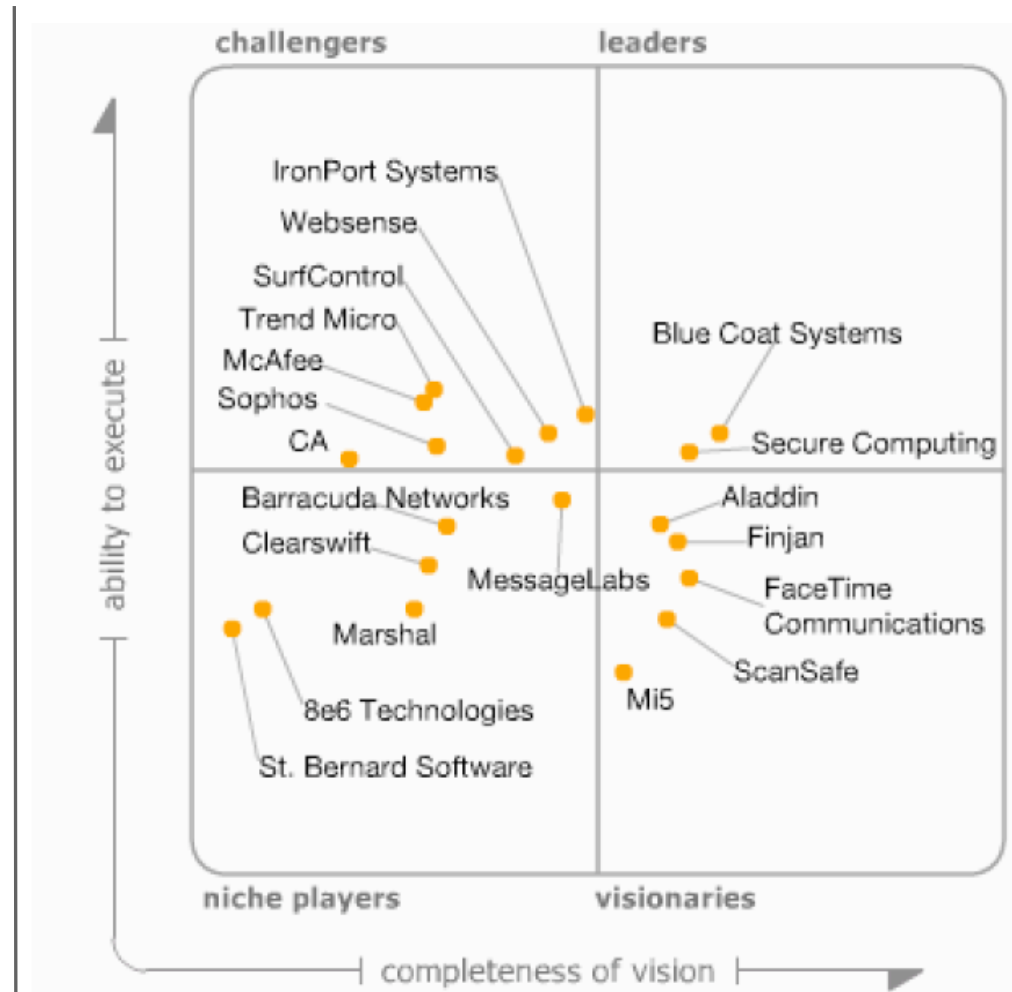 challengers
leaders
IronPort Systems
Websense
SurfControl
Trend Micro
McAfee
Sophos
CA
Blue Coat Systems
Secure Computing
ability to execute
Barracuda Networks
Clearswift
MessageLabs
Marshal
8e6 Technologies
St. Bernard Software
Aladdin
Finjan
FaceTime
Communications
ScanSafe
Mi5
niche players
visionaries
completeness of vision